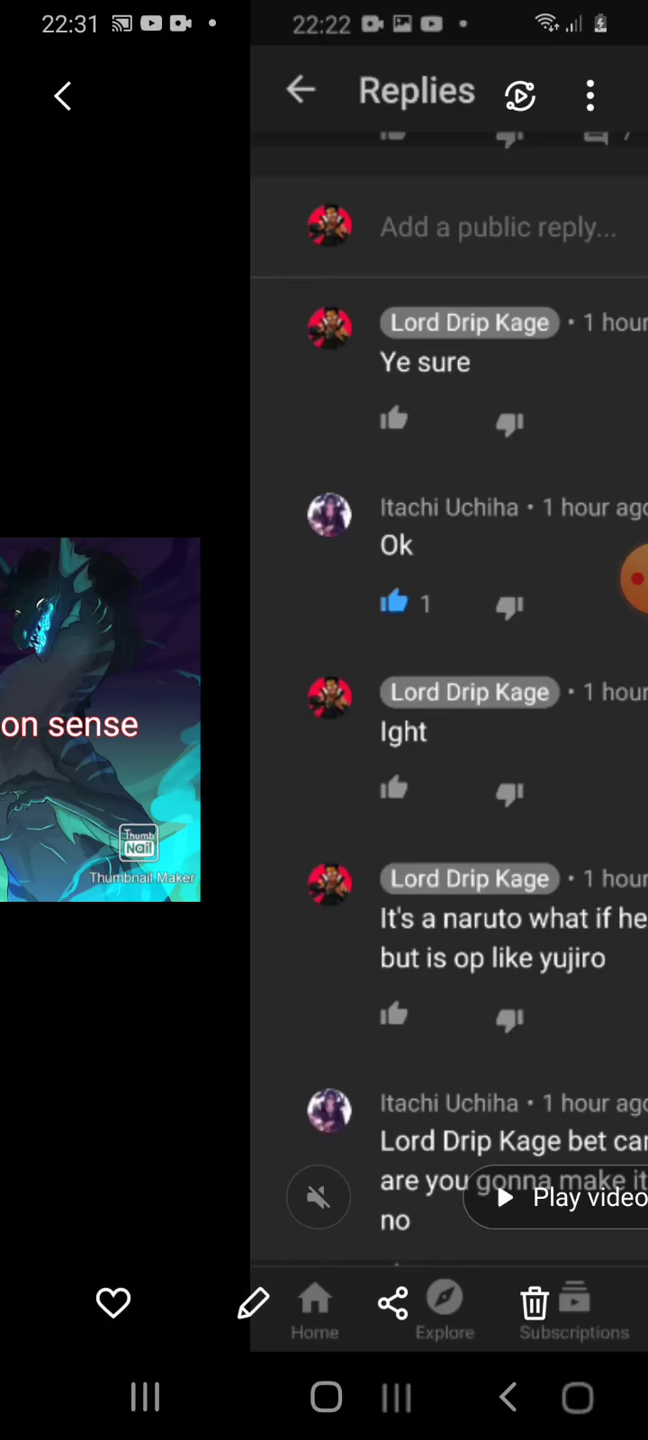 22:31
22:22
Replies
7
Add a public reply...
Lord Drip Kage • 1 hour
Ye sure
Itachi Uchiha • 1 hour ago
Ok
1
Lord Drip Kage • 1 hour
Ight
on sense
Thumb
Nail
Thumbnail Maker
Lord Drip Kage • 1 hour
It's a naruto what if he
but is op like yujiro
Itachi Uchiha • 1 hour ago
Lord Drip Kage bet
are you gonna make it
Play video
no
Home
Explore
Subscriptions